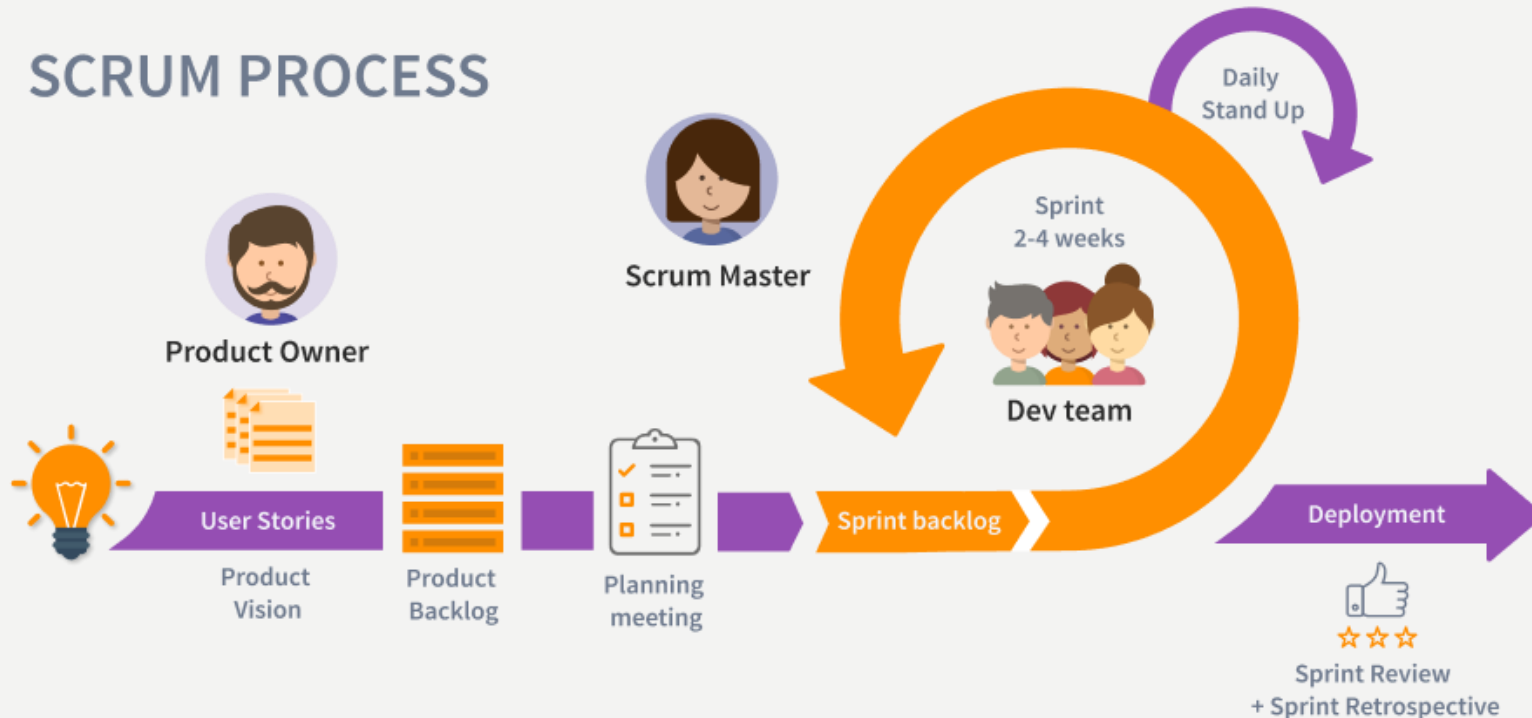 SCRUM PROCESS
Daily
Stand Up
Sprint
2-4 weeks
Scrum Master
Product Owner
Dev team
User Stories
Sprint backlog
Deployment
Product
Vision
Product
Backlog
Planning
meeting
Sprint Review
+ Sprint Retrospective